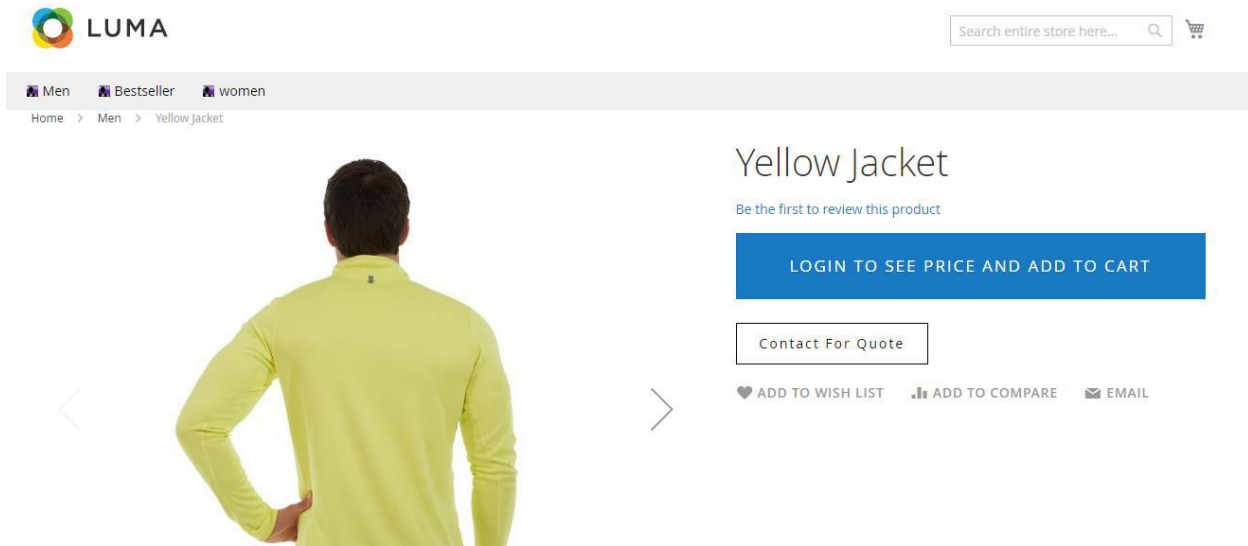 LUMA
Search entire store here...
Men Bestseller women
Home > Men > Yellow Jacket
Yellow Jacket
Be the first to review this product
LOGIN TO SEE PRICE AND ADD TO CART
Contact For Quote
ADD TO WISH LIST ADD TO COMPARE EMAIL